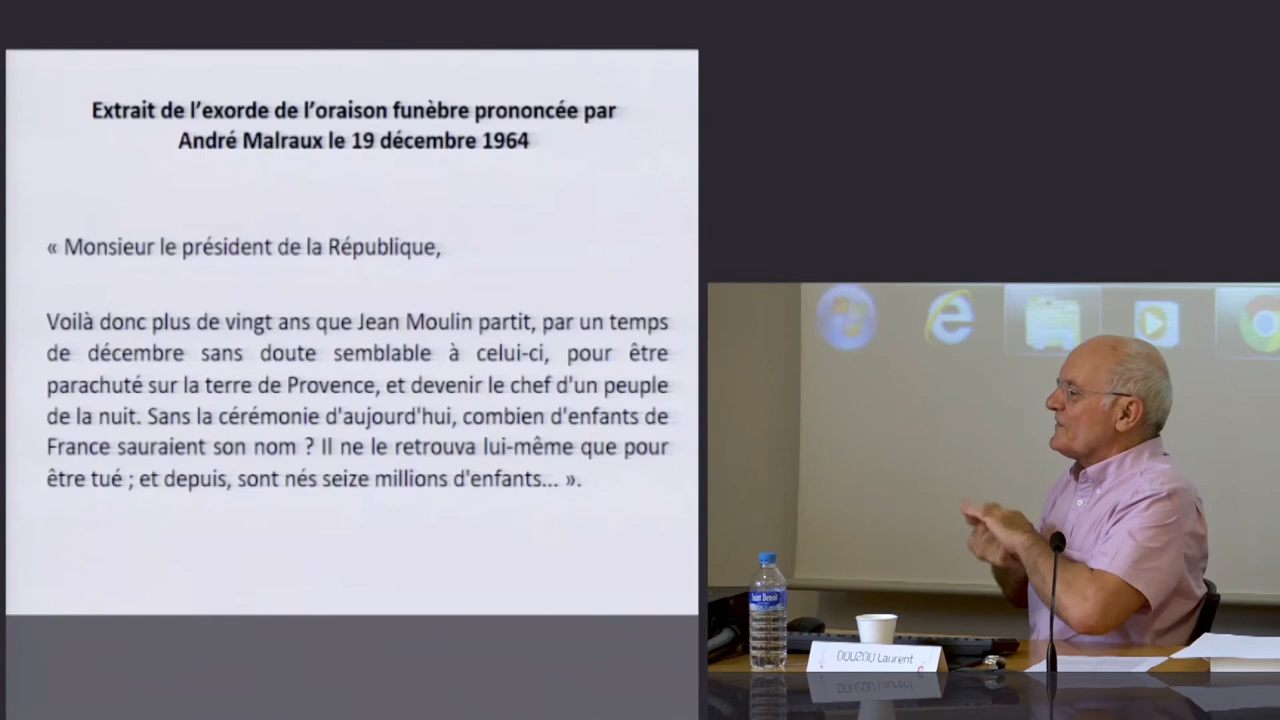 Extrait de l'exorde de l'oraison funèbre prononcée par
André Malraux le 19 décembre 1964
« Monsieur le président de la République,
Voilà donc plus de vingt ans que Jean Moulin partit, par un temps
de décembre sans doute semblable à celui-ci, pour être
parachuté sur la terre de Provence, et devenir le chef d'un peuple
de la nuit. Sans la cérémonie d'aujourd'hui, combien d'enfants de
France sauraient son nom ? Il ne le retrouva lui-même que pour
être tué ; et depuis, sont nés seize millions d'enfants... ».
Saint Benoît
DOUZOU Laurent